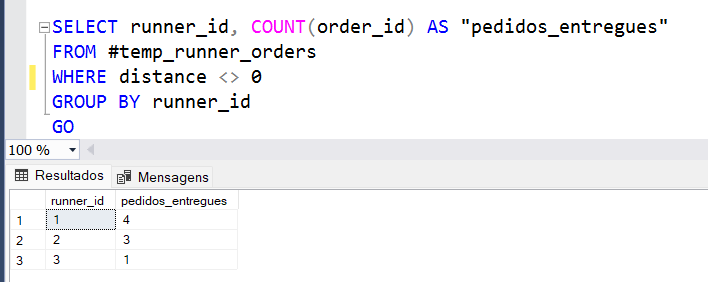 SELECT runner_id, COUNT(order_id) AS "pedidos_entregues"
FROM #temp_runner_orders
WHERE distance <> 0
GROUP BY runner_id
GO
100 %
Resultados Mensagens
runner_id pedidos_entregues
1 1 4
2 2 3
3 3 1